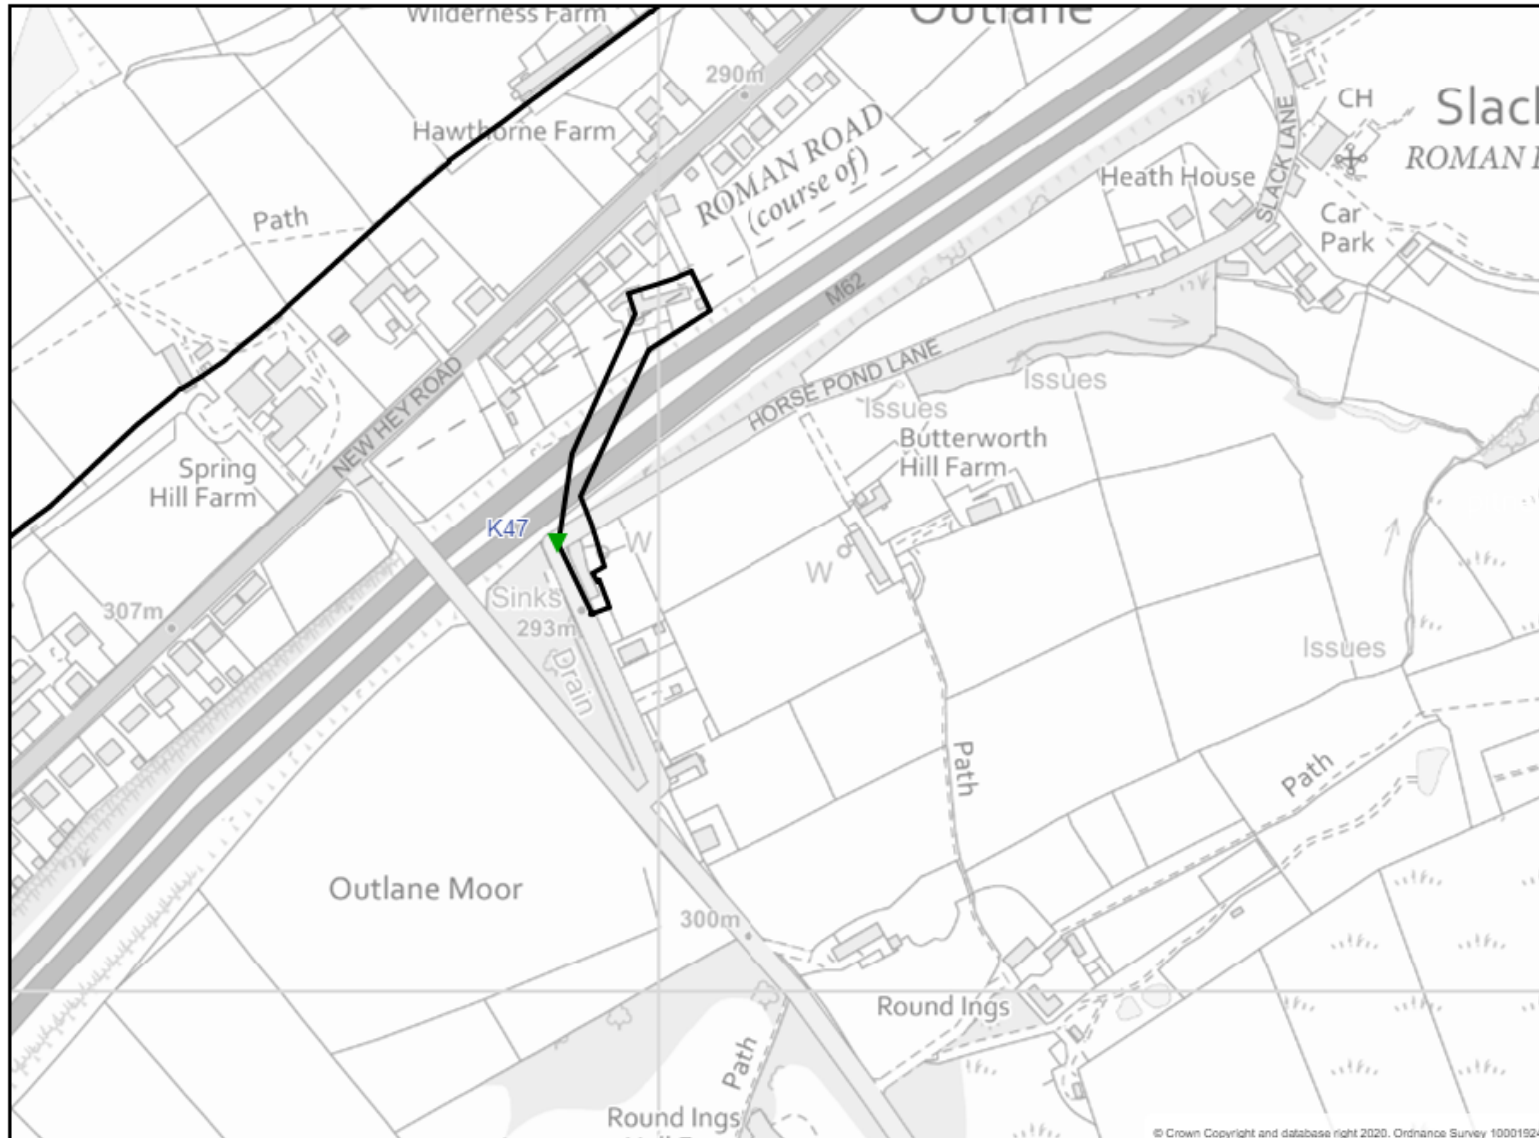 Wilderness Farm
Outlane
290m
Hawthorne Farm
ROMAN ROAD
(course of)
CH
Slac
ROMAN
Heath House
SLACK LANE
Car
Park
Path
M62
NEW HEY ROAD
HORSE POND LANE
Issues
Issues
Butterworth
Hill Farm
Spring
Hill Farm
K47
W
W
Sinks
307m
293m
Drain
Issues
Path
Path
Outlane Moor
300m
Round Ings
Path
Round Ings
© Crown Copyright and database right 2020. Ordnance Survey 1000192